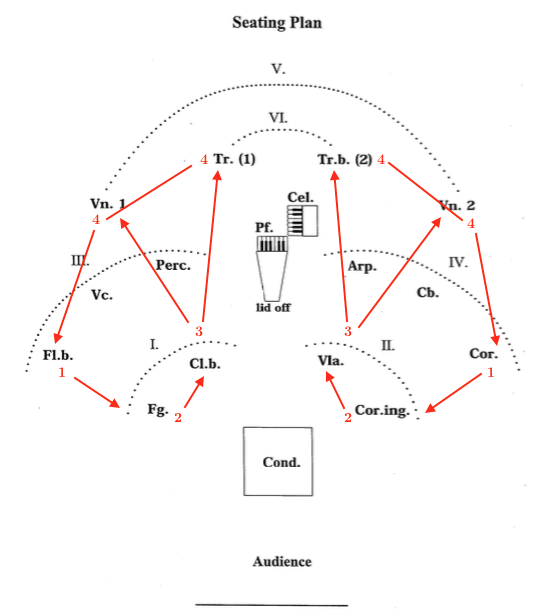 Seating Plan
V.
VI.
4 Tr. (1) Tr.b. (2) 4
Vn. 1 Cel. Vn. 2
4 4
Pf.
III. Perc. Arp. IV.
Vc. Cb.
lid off
3 3
I. II.
Fl.b. Cl.b. Vla. Cor.
1 1
Fg. 2 2 Cor.ing.
Cond.
Audience